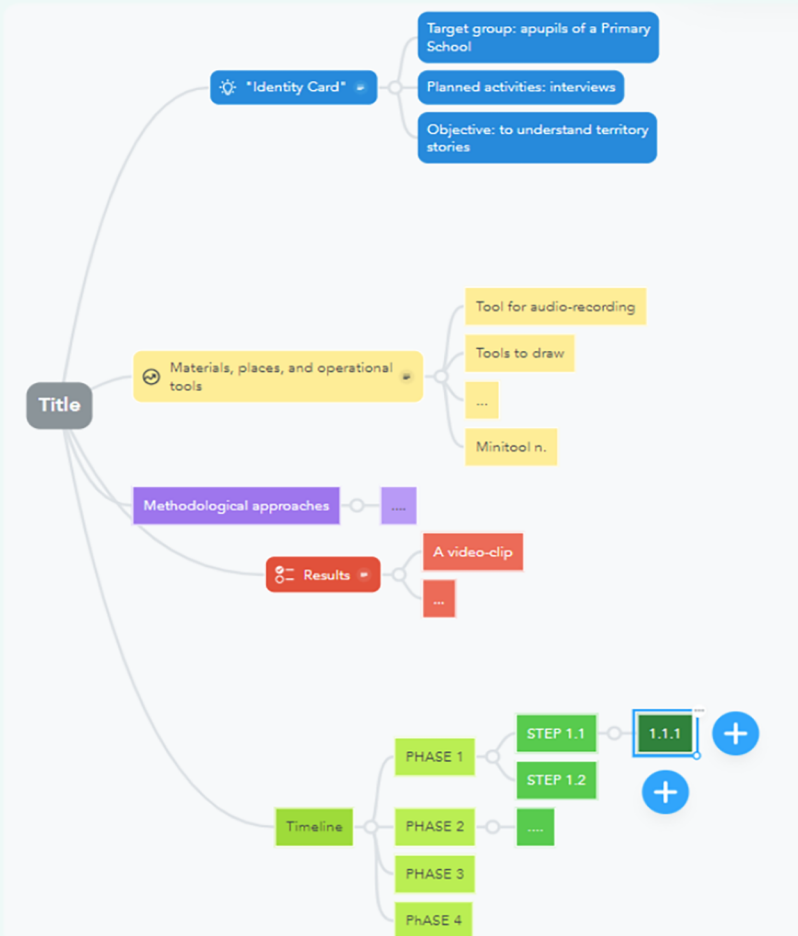 "Identity Card"
Target group: apupils of a Primary
School
Planned activities: interviews
Objective: to understand territory
stories
Title
Materials, places, and operational
tools
Tool for audio-recording
Tools to draw
...
Minitool n.
Methodological approaches
....
Results
A video-clip
...
Timeline
PHASE 1
STEP 1.1
1.1.1
STEP 1.2
PHASE 2
....
PHASE 3
PhASE 4